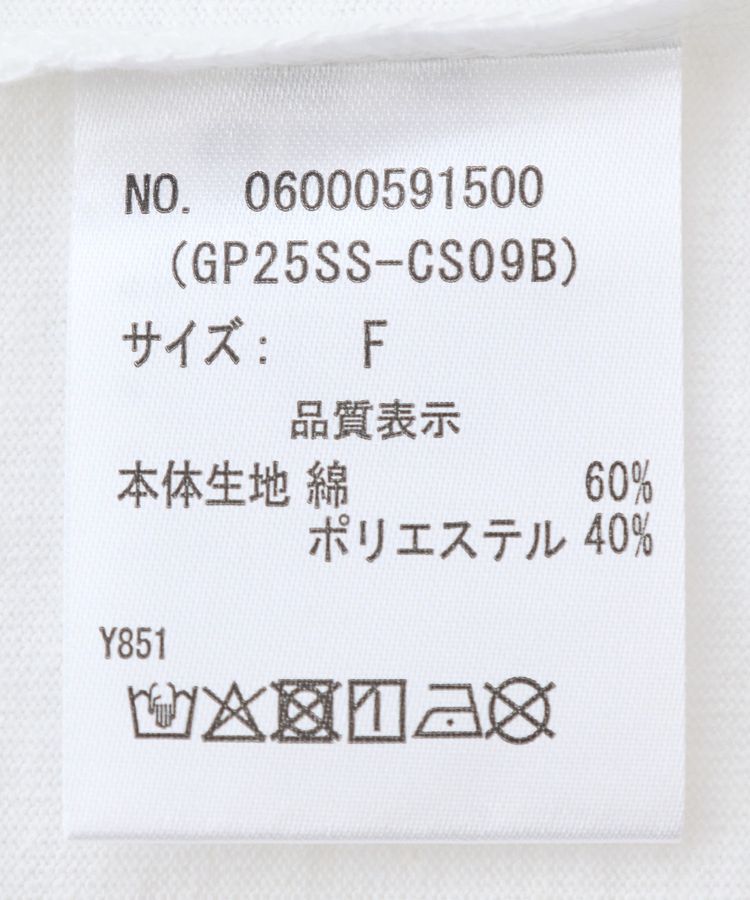 NO. 06000591500
(GP25SS-CS09B)
サイズ: F
品質表示
本体生地 綿 60%
ポリエステル 40%
Y851